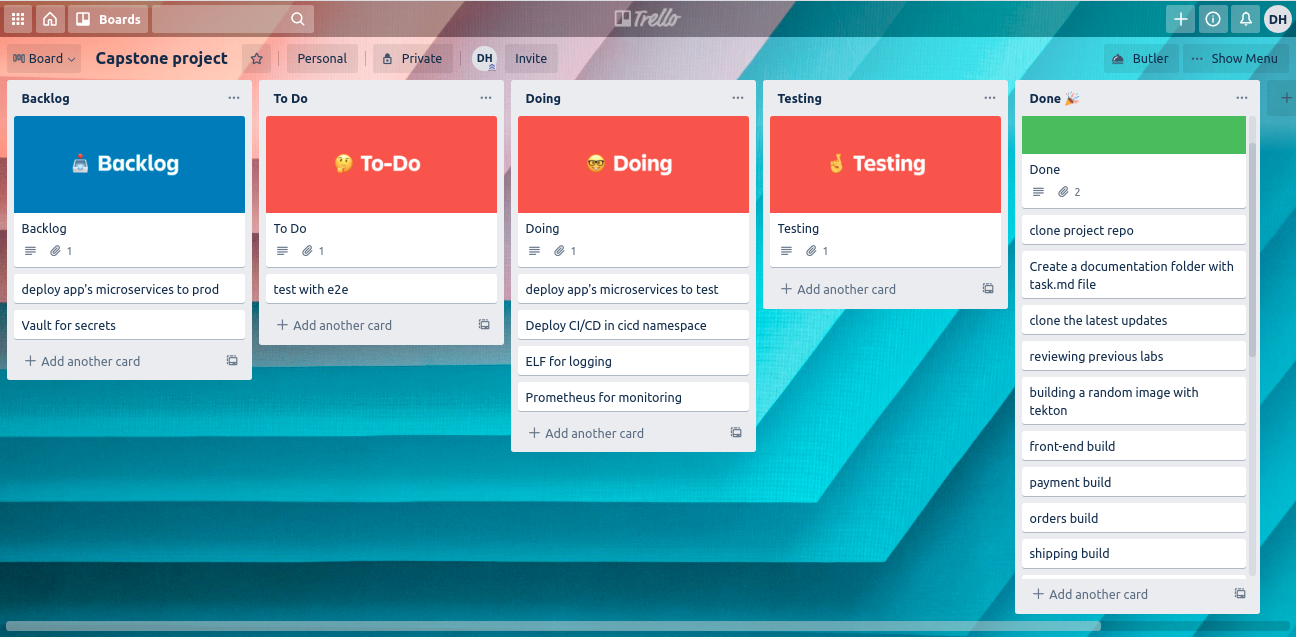 Boards
Trello
DH
Board
Capstone project
Personal
Private
DH
Invite
Butler
Show Menu
Backlog
Backlog
Backlog
1
deploy app's microservices to prod
Vault for secrets
Add another card
To Do
To-Do
To Do
1
test with e2e
Add another card
Doing
Doing
Doing
1
deploy app's microservices to test
Deploy CI/CD in cicd namespace
ELF for logging
Prometheus for monitoring
Add another card
Testing
Testing
Testing
1
Add another card
Done 🎉
Done
2
clone project repo
Create a documentation folder with
task.md file
clone the latest updates
reviewing previous labs
building a random image with
tekton
front-end build
payment build
orders build
shipping build
Add another card